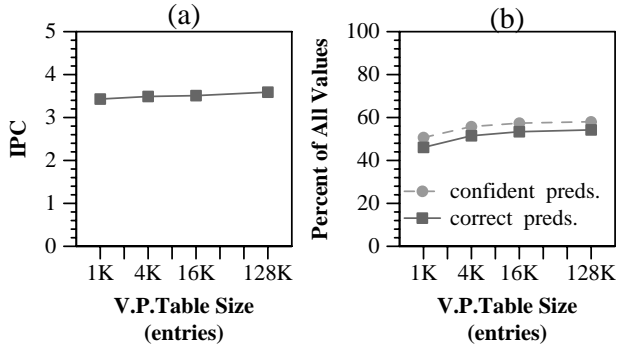 (a)
5
4
3
2
1
0
IPC
1K 4K 16K 128K
V.P.Table Size
(entries)
(b)
100
80
60
40
20
0
Percent of All Values
confident preds.
correct preds.
1K 4K 16K 128K
V.P.Table Size
(entries)